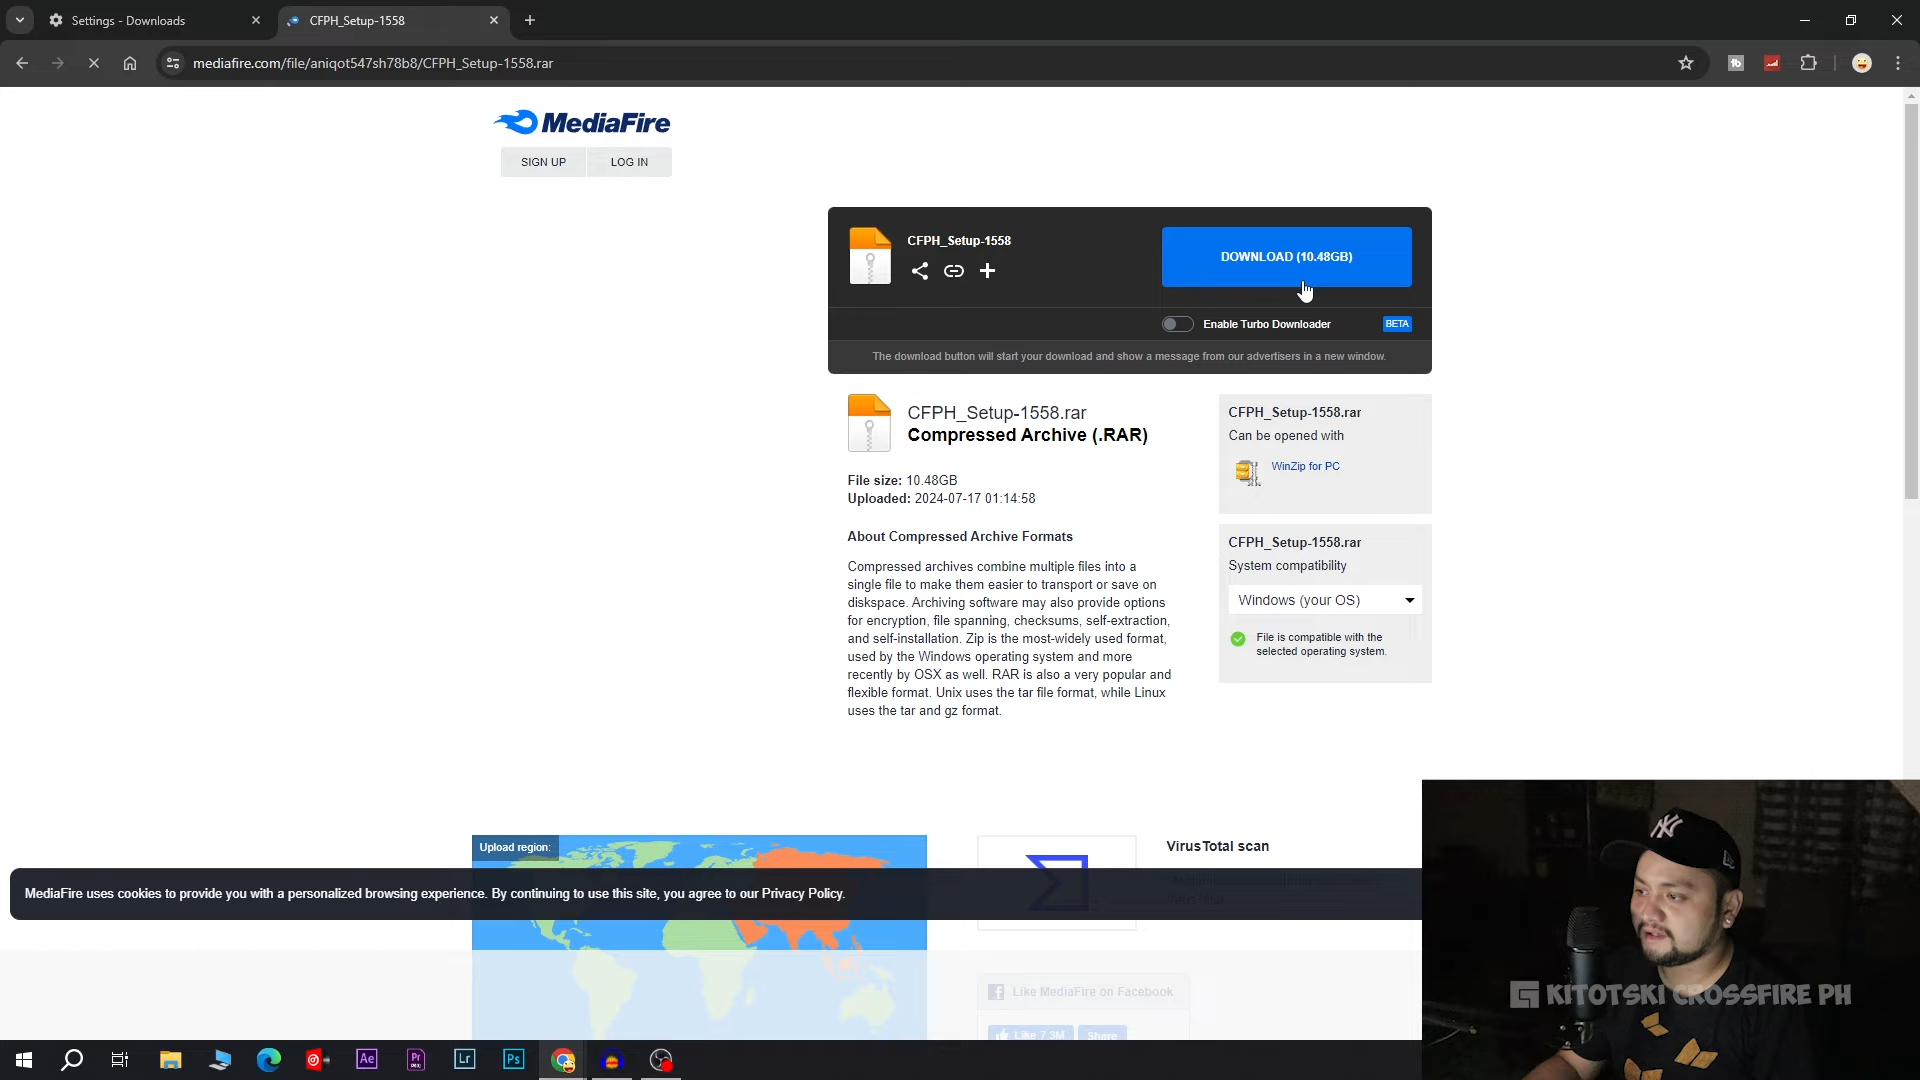 Settings - Downloads
CFPH_Setup-1558
mediafire.com/file/aniqot547sh78b8/CFPH_Setup-1558.rar
MediaFire
SIGN UP
LOG IN
CFPH_Setup-1558
DOWNLOAD (10.48GB)
Enable Turbo Downloader
BETA
The download button will start your download and show a message from our advertisers in a new window.
CFPH_Setup-1558.rar
Compressed Archive (.RAR)
File size: 10.48GB
Uploaded: 2024-07-17 01:14:58
About Compressed Archive Formats
Compressed archives combine multiple files into a
single file to make them easier to transport or save on
diskspace. Archiving software may also provide options
for encryption, file spanning, checksums, self-extraction,
and self-installation. Zip is the most-widely used format,
used by the Windows operating system and more
recently by OSX as well. RAR is also a very popular and
flexible format. Unix uses the tar file format, while Linux
uses the tar and gz format.
CFPH_Setup-1558.rar
Can be opened with
WinZip for PC
CFPH_Setup-1558.rar
System compatibility
Windows (your OS)
File is compatible with the
selected operating system.
Upload region:
VirusTotal scan
MediaFire uses cookies to provide you with a personalized browsing experience. By continuing to use this site, you agree to our Privacy Policy.
Like MediaFire on Facebook
Like 7.3M
Share
KITOTSKI CROSSFIRE PH
Ae
Pr
Lr
Ps